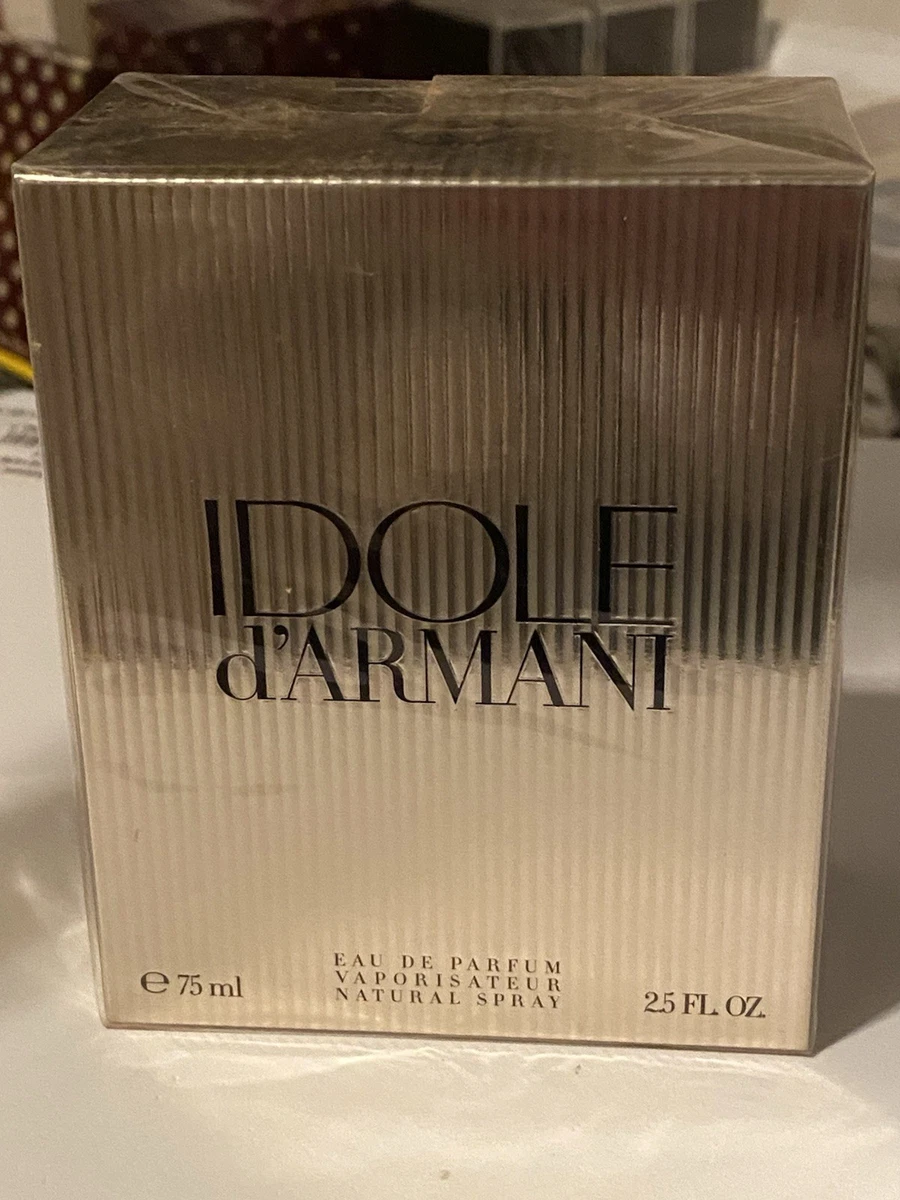 IDOLE
d'ARMANI
EAU DE PARFUM
VAPORISATEUR
NATURAL SPRAY
e 75 ml
2.5 FL. OZ.